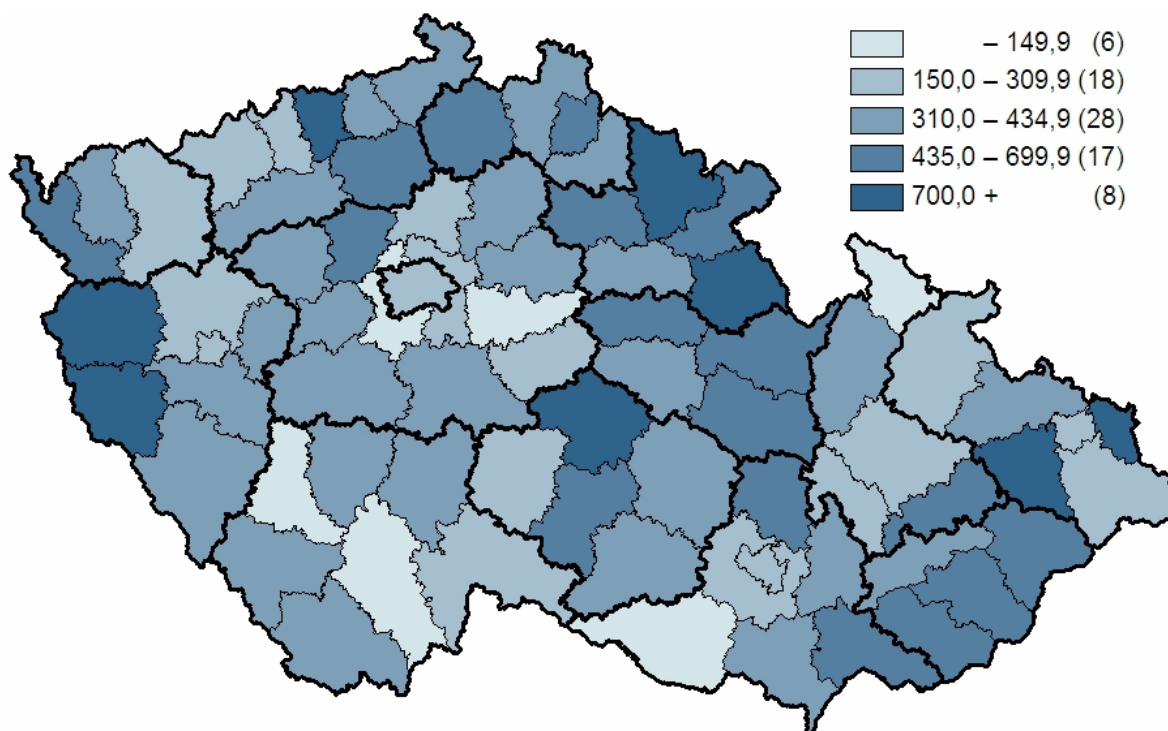 – 149,9 (6)
150,0 – 309,9 (18)
310,0 – 434,9 (28)
435,0 – 699,9 (17)
700,0 + (8)